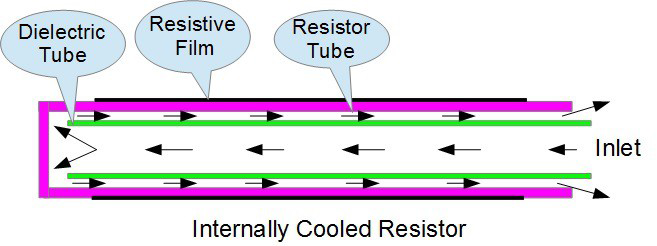 Dielectric
Tube
Resistive
Film
Resistor
Tube
Inlet
Internally Cooled Resistor